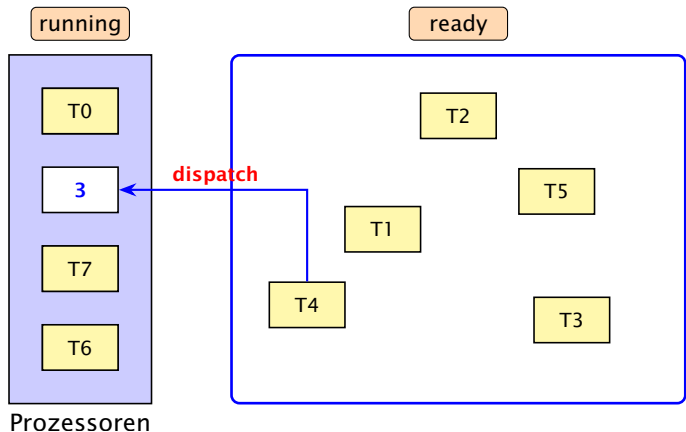 running
ready
T0
T2
3
dispatch
T5
T1
T7
T4
T3
T6
Prozessoren